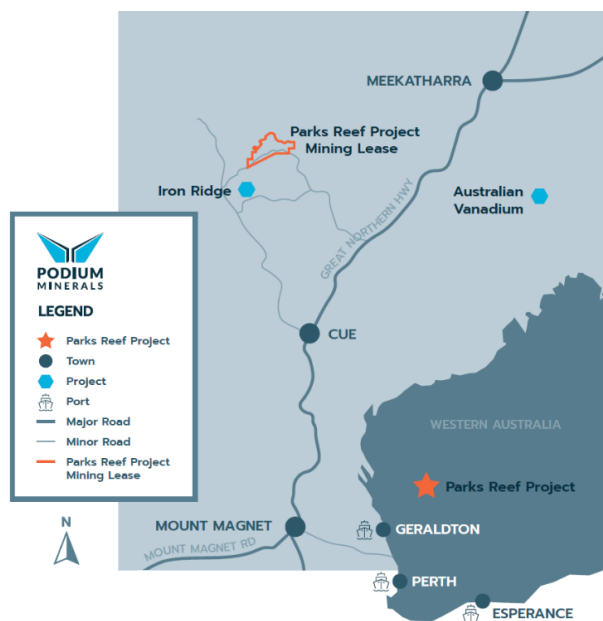 MEEKATHARRA
Parks Reef Project
Mining Lease
Iron Ridge
Australian
Vanadium
GREAT NORTHERN HWY
PODIUM
MINERALS
LEGEND
Parks Reef Project
Town
Project
Port
Major Road
Minor Road
Parks Reef Project
Mining Lease
CUE
WESTERN AUSTRALIA
Parks Reef Project
N
MOUNT MAGNET
MOUNT MAGNET RD
GERALDTON
PERTH
ESPERANCE